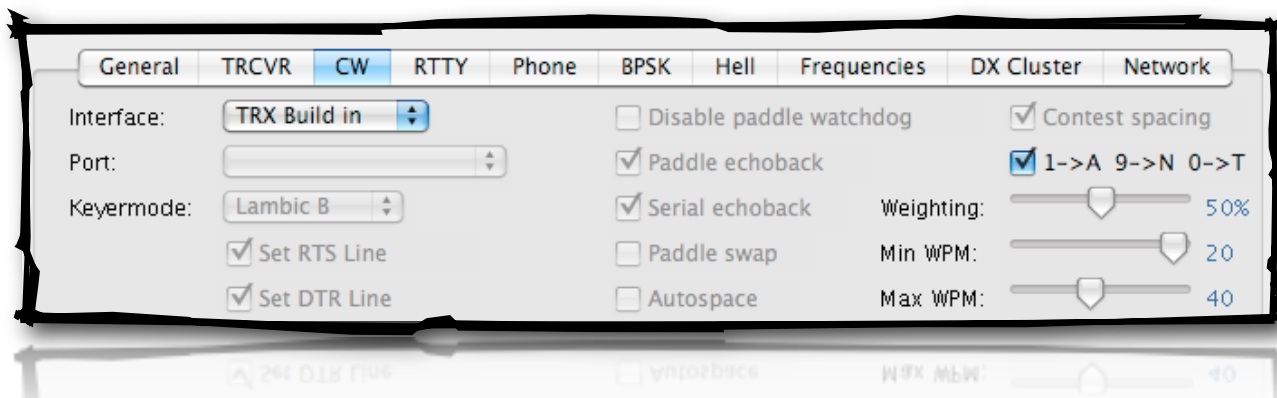 General TRCVR CW RTTY Phone BPSK Hell Frequencies DX Cluster Network
Interface: TRX Build in Disable paddle watchdog Contest spacing
Port: Paddle echoback 1->A 9->N 0->T
Keyermode: Lambic B Serial echoback Weighting: 50%
Set RTS Line Paddle swap Min WPM: 20
Set DTR Line Autospace Max WPM: 40